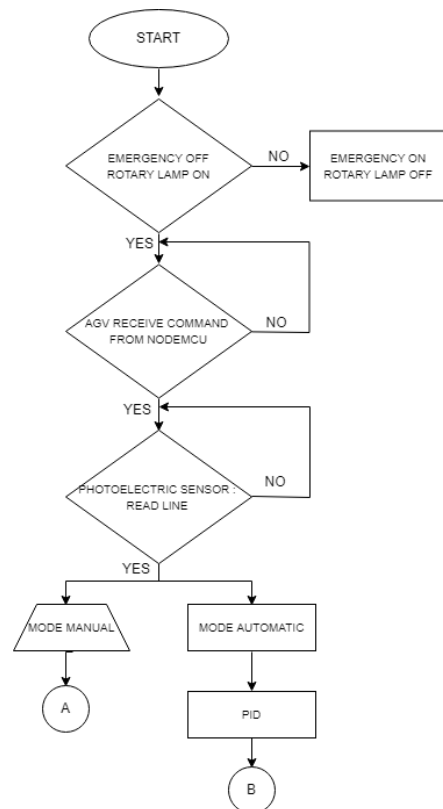 START
EMERGENCY OFF
ROTARY LAMP ON
NO
EMERGENCY ON
ROTARY LAMP OFF
YES
AGV RECEIVE COMMAND
FROM NODEMCU
NO
YES
PHOTOELECTRIC SENSOR :
READ LINE
NO
YES
MODE MANUAL
MODE AUTOMATIC
A
PID
B